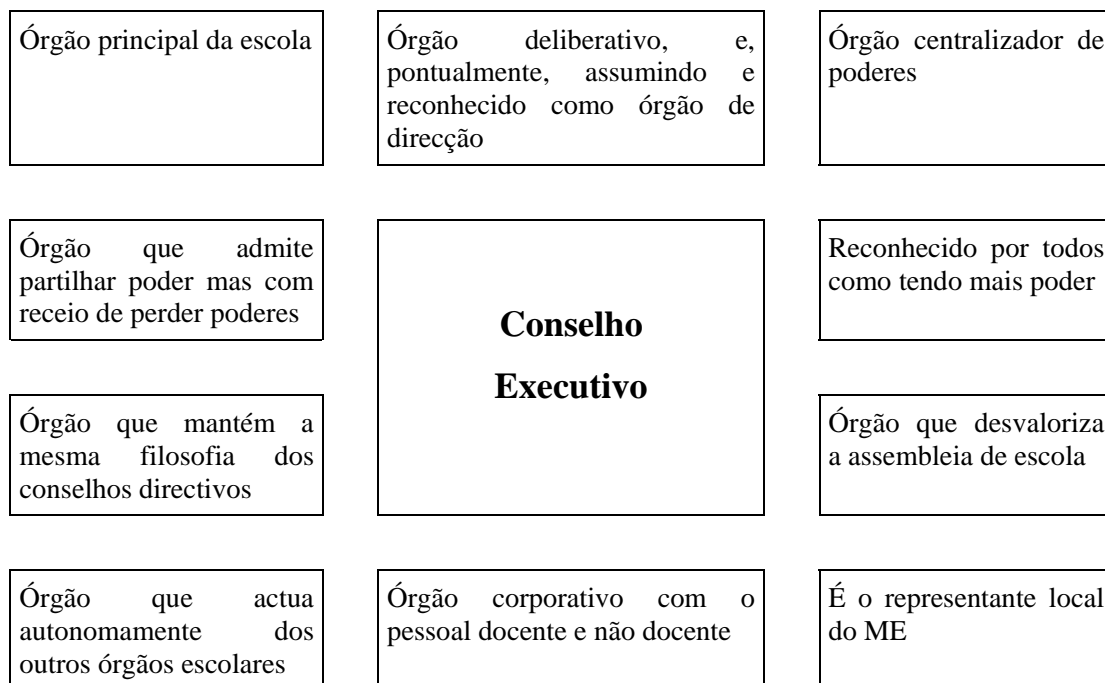 Órgão principal da escola
Órgão deliberativo, e,
pontualmente, assumindo e
reconhecido como órgão de
direcção
Órgão centralizador de
poderes
Órgão que admite
partilhar poder mas com
receio de perder poderes
Conselho
Executivo
Reconhecido por todos
como tendo mais poder
Órgão que mantém a
mesma filosofia dos
conselhos directivos
Órgão que desvaloriza
a assembleia de escola
Órgão que actua
autonomamente dos
outros órgãos escolares
Órgão corporativo com o
pessoal docente e não docente
É o representante local
do ME